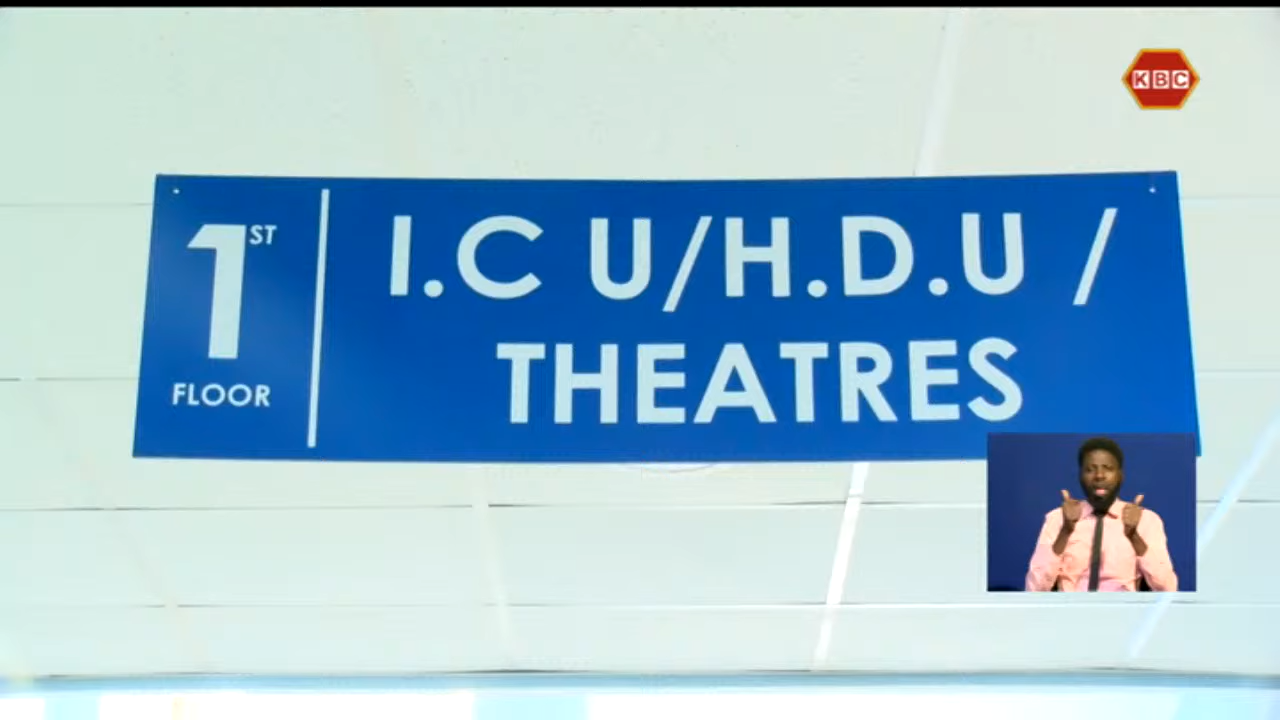 KBC
1ST
FLOOR
I.C U/H.D.U /
THEATRES